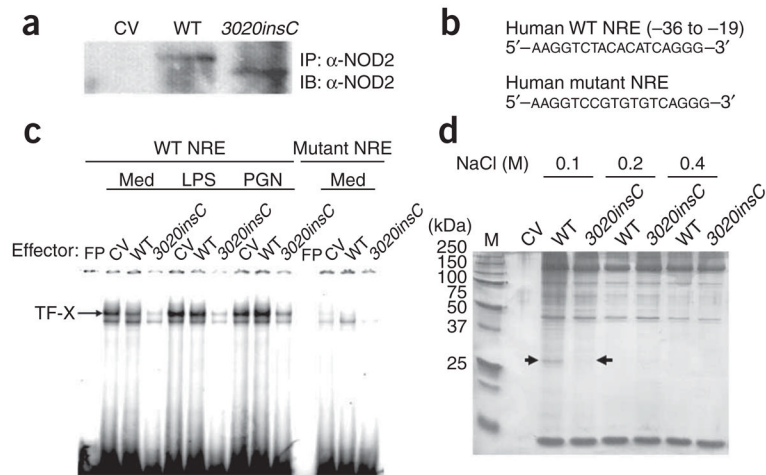 a
CV WT 3020insC
IP: α-NOD2
IB: α-NOD2
b
Human WT NRE (–36 to –19)
5′–AAGGTCTACACATCAGGG–3′
Human mutant NRE
5′–AAGGTCCGTGTGTCAGGG–3′
c
WT NRE Mutant NRE
Med LPS PGN Med
Effector: FP CV WT 3020insC CV WT 3020insC CV WT 3020insC FP CV WT 3020insC
TF-X
d
NaCl (M) 0.1 0.2 0.4
(kDa) M CV WT 3020insC WT 3020insC WT 3020insC
250
150
100
75
50
37
25